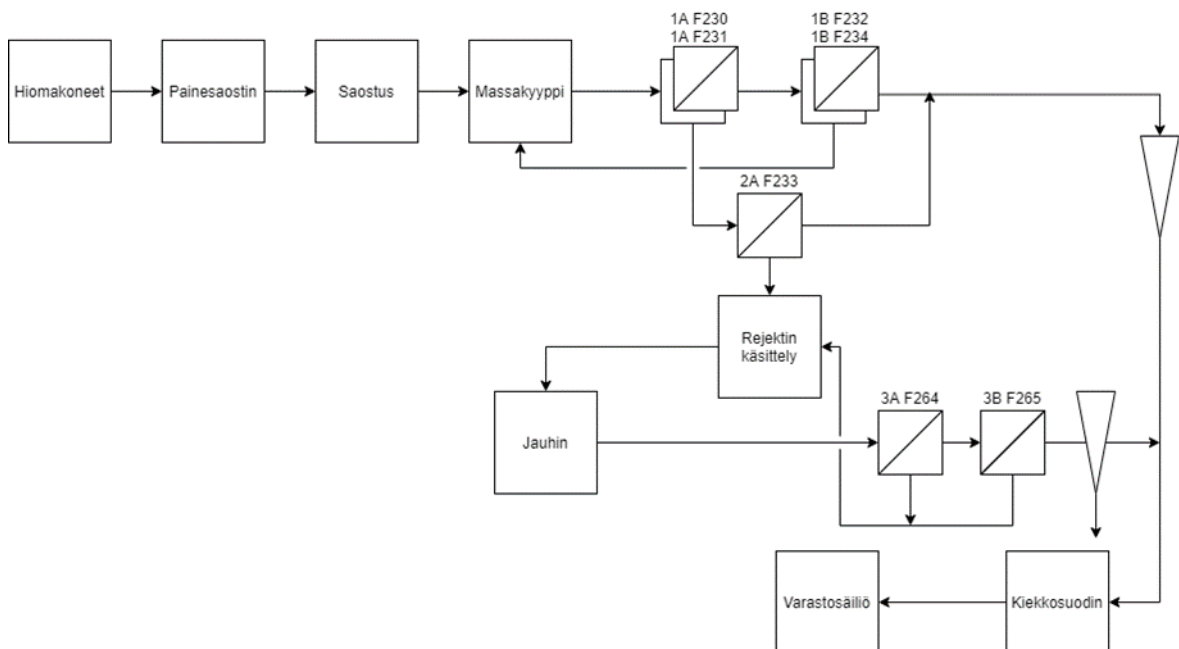 1A F230
1A F231
1B F232
1B F234
Hiomakoneet
Painesaostin
Saostus
Massakyyppi
2A F233
Rejektin
käsittely
3A F264
3B F265
Jauhin
Varastosäiliö
Kiekkosuodin